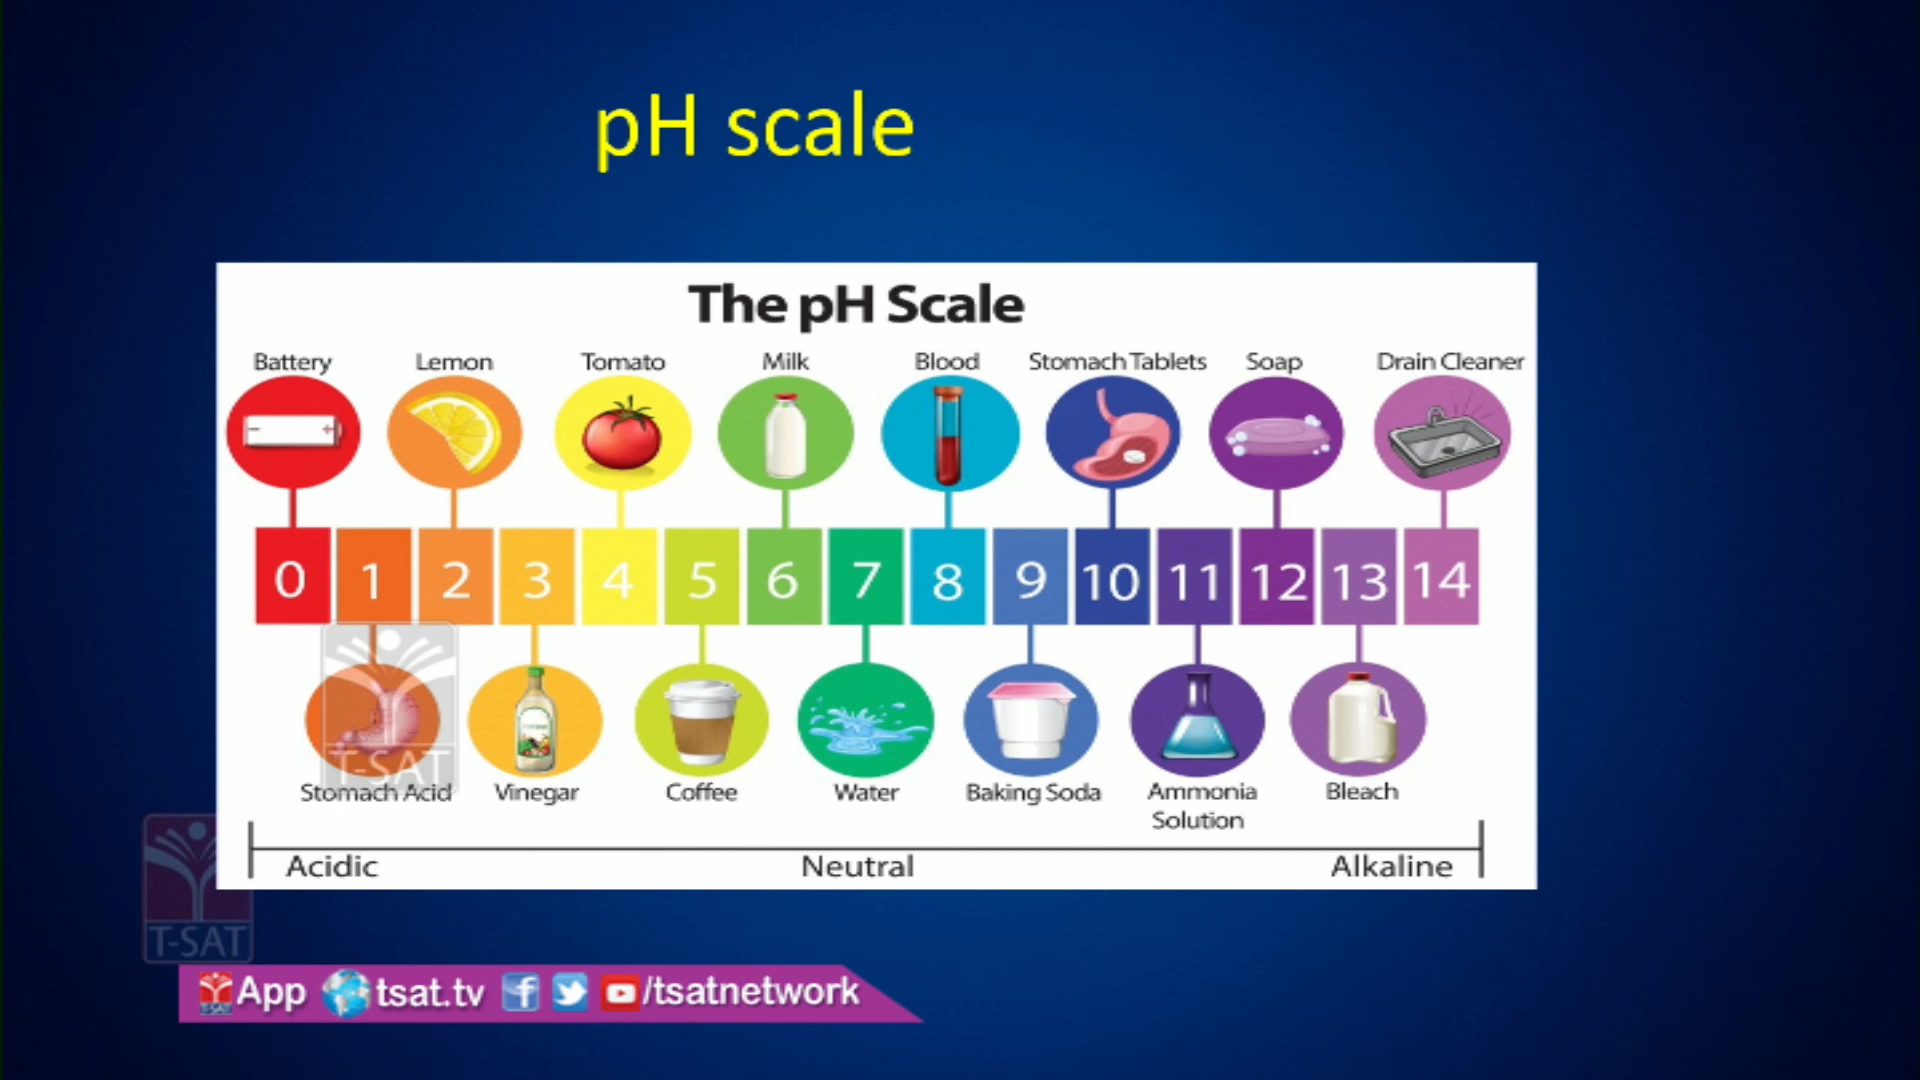 pH scale
The pH Scale
Battery Lemon Tomato Milk Blood Stomach Tablets Soap Drain Cleaner
0 1 2 3 4 5 6 7 8 9 10 11 12 13 14
T-SAT
Stomach Acid Vinegar Coffee Water Baking Soda Ammonia Solution Bleach
Acidic Neutral Alkaline
T-SAT
App tsat.tv /tsatnetwork